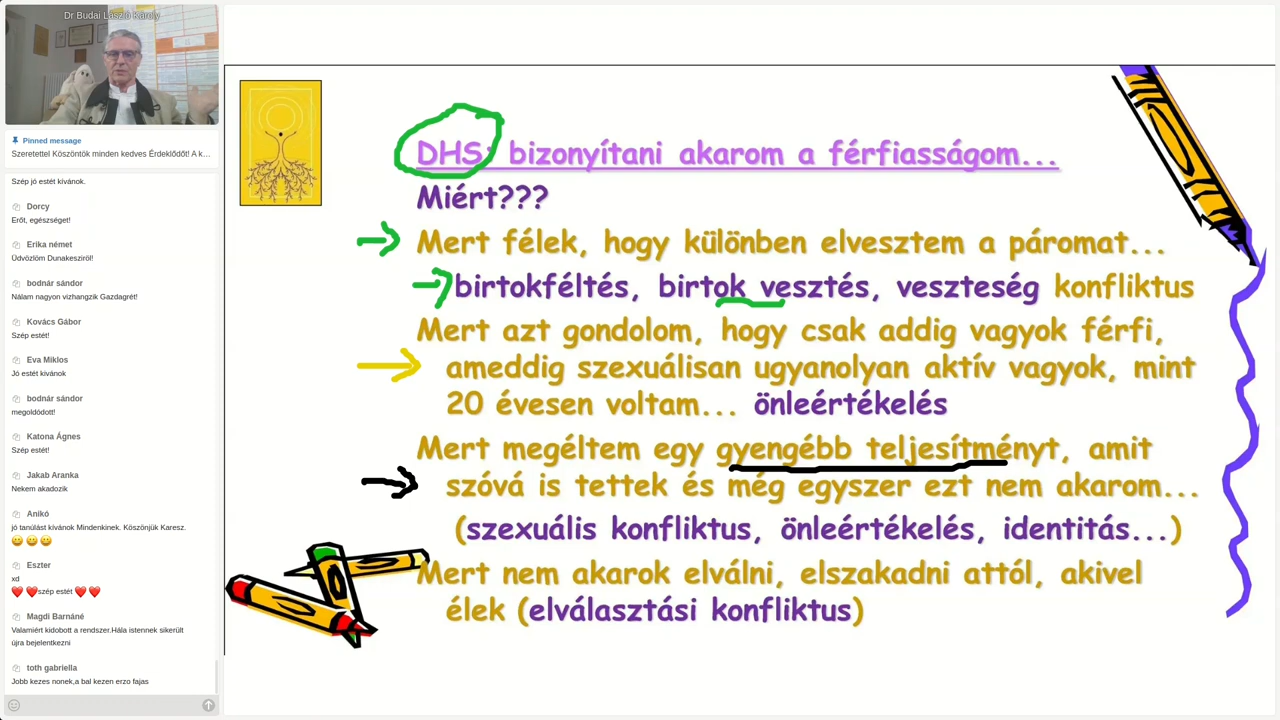 Dr Budai László Károly
Pinned message
Szeretettel Köszöntök minden kedves Érdeklődőt! A k...
Szép jó estét kívánok.
Dorcy
Erőt, egészséget!
Erika német
Üdvözlöm Dunakesziröl!
bodnár sándor
Nálam nagyon vizhangzik Gazdagrét!
Kovács Gábor
Szép estét!
Eva Miklos
Jó estét kivánok
bodnár sándor
megoldódott!
Katona Ágnes
Szép estét!
Jakab Aranka
Nekem akadozik
Anikó
jó tanúlást kívánok Mindenkinek. Köszönjük Karesz.
😀 😀 😀
Eszter
xd
❤️ ❤️szép estét ❤️ ❤️
Magdi Barnáné
Valamiért kidobott a rendszer.Hála istennek sikerült
újra bejelentkezni
toth gabriella
Jobb kezes nonek,a bal kezen erzo fajas
DHS: bizonyítani akarom a férfiasságom...
Miért???
Mert félek, hogy különben elvesztem a páromat...
birtokféltés, birtok vesztés, veszteség konfliktus
Mert azt gondolom, hogy csak addig vagyok férfi,
ameddig szexuálisan ugyanolyan aktív vagyok, mint
20 évesen voltam... önleértékelés
Mert megéltem egy gyengébb teljesítményt, amit
szóvá is tettek és még egyszer ezt nem akarom...
(szexuális konfliktus, önleértékelés, identitás...)
Mert nem akarok elválni, elszakadni attól, akivel
élek (elválasztási konfliktus)